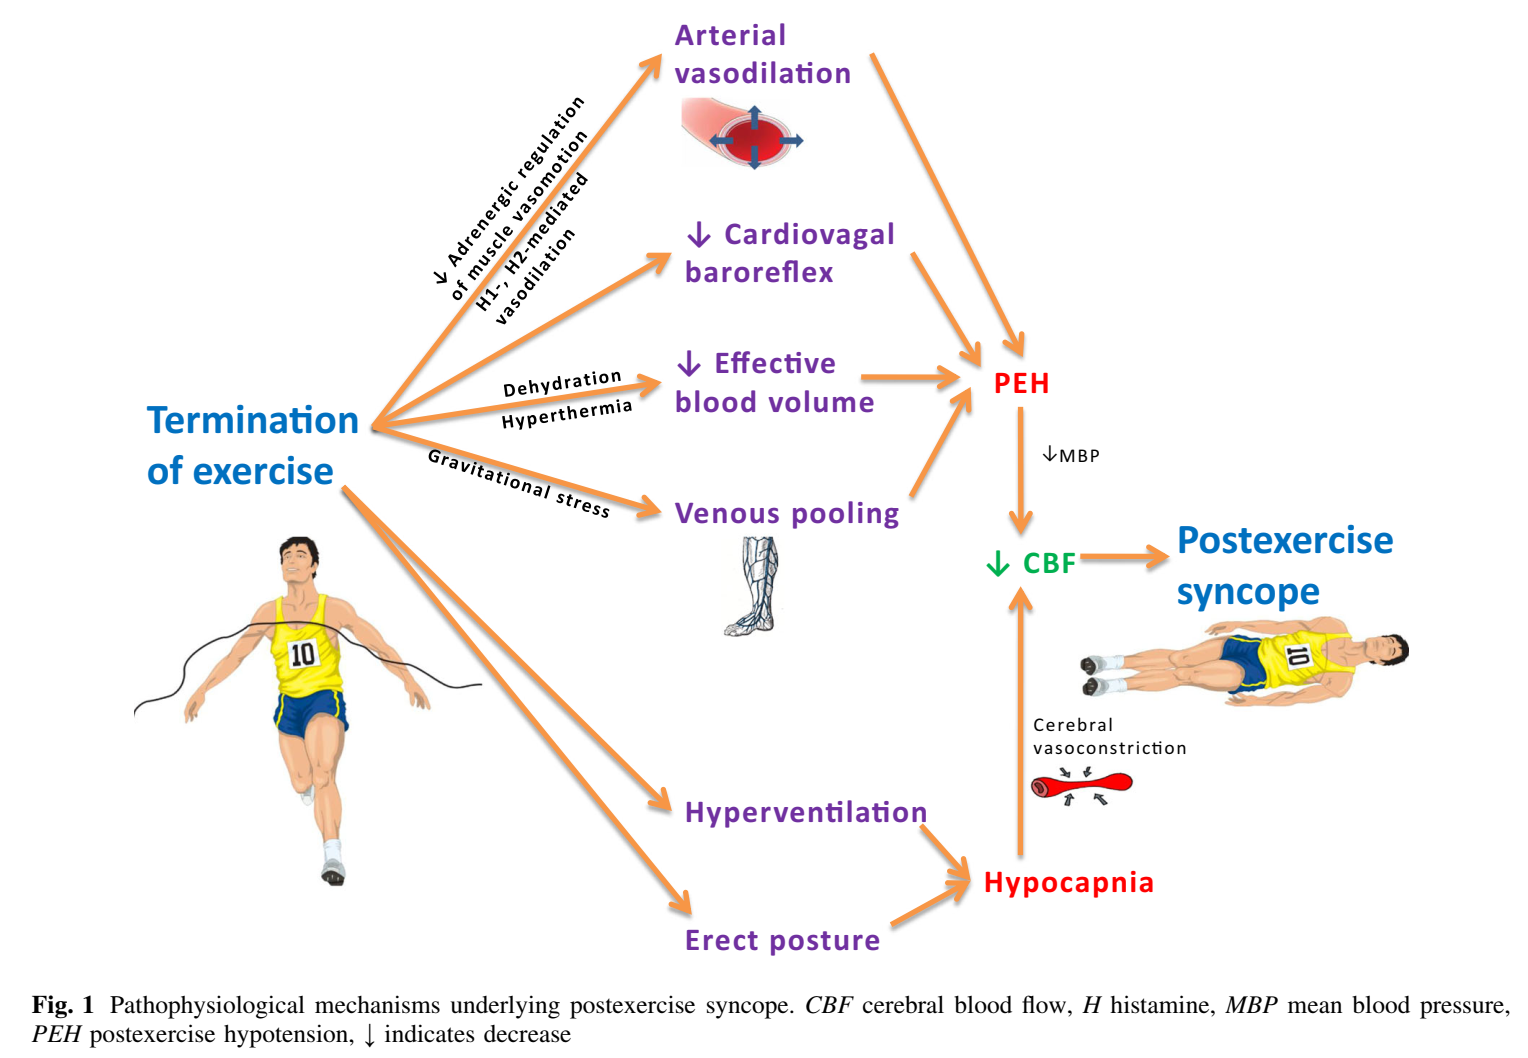 Arterial
vasodilation
↓ Adrenergic regulation
of muscle vasomotion
H1-, H2-mediated
vasodilation
↓ Cardiovagal
baroreflex
↓ Effective
blood volume
Dehydration
Hyperthermia
PEH
Termination
of exercise
Gravitational stress
↓MBP
Venous pooling
↓ CBF
Postexercise
syncope
10
10
Cerebral
vasoconstriction
Hyperventilation
Hypocapnia
Erect posture
Fig. 1 Pathophysiological mechanisms underlying postexercise syncope. CBF cerebral blood flow, H histamine, MBP mean blood pressure,
PEH postexercise hypotension, ↓ indicates decrease